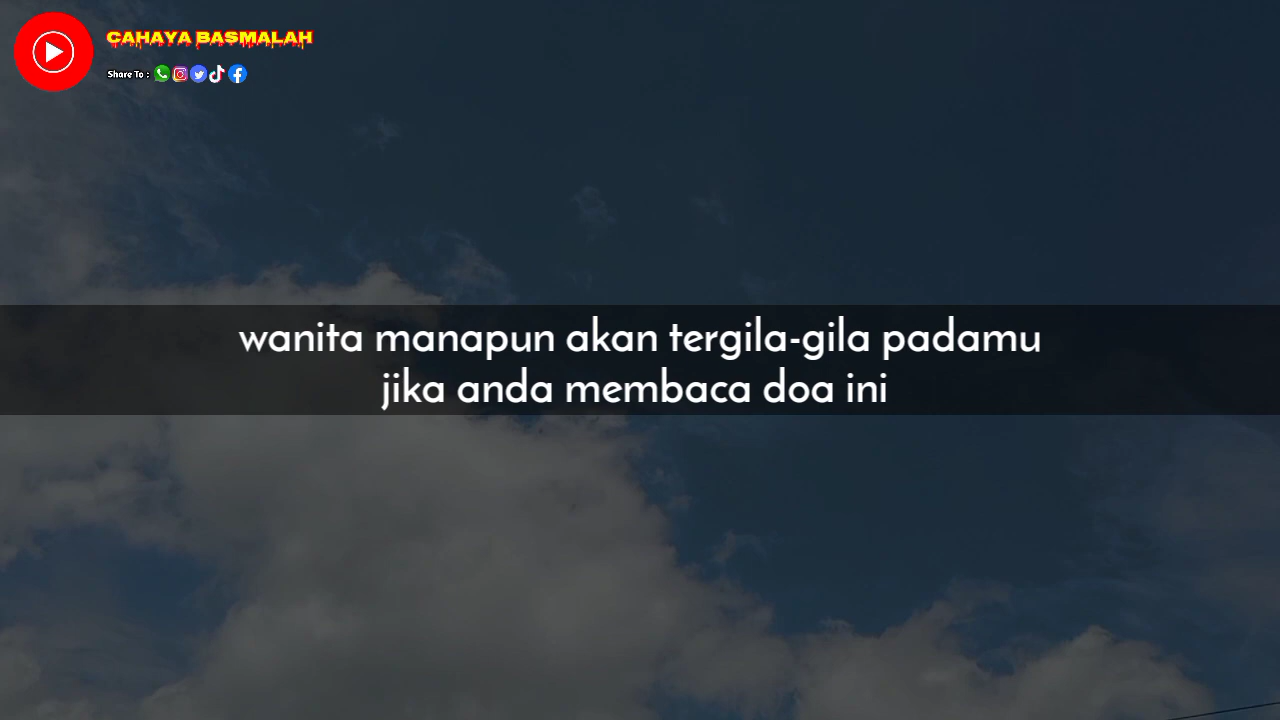 CAHAYA BASMALAH
Share To :
wanita manapun akan tergila-gila padamu
jika anda membaca doa ini